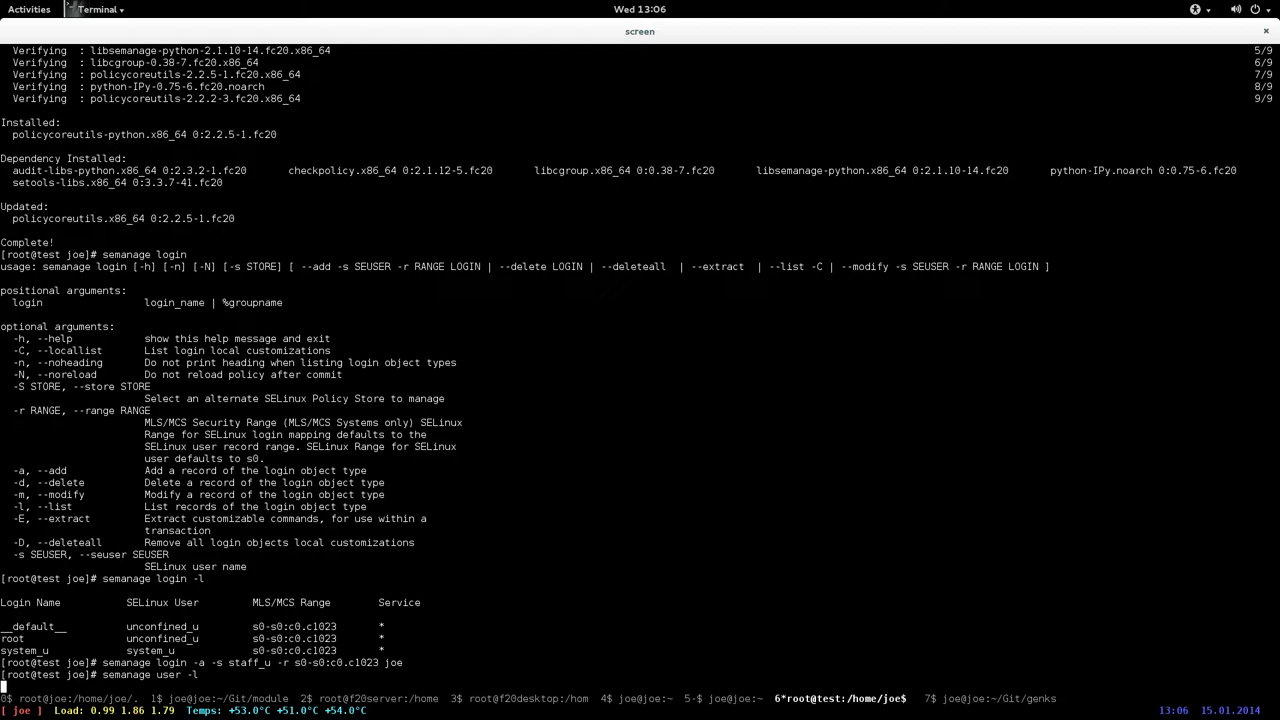 Activities Terminal Wed 13:06
screen
Verifying : libsemanage-python-2.1.10-14.fc20.x86_64 5/9
Verifying : libcgroup-0.38-7.fc20.x86_64 6/9
Verifying : policycoreutils-2.2.5-1.fc20.x86_64 7/9
Verifying : python-IPy-0.75-6.fc20.noarch 8/9
Verifying : policycoreutils-2.2.2-3.fc20.x86_64 9/9
Installed:
policycoreutils-python.x86_64 0:2.2.5-1.fc20
Dependency Installed:
audit-libs-python.x86_64 0:2.3.2-1.fc20 checkpolicy.x86_64 0:2.1.12-5.fc20 libcgroup.x86_64 0:0.38-7.fc20 libsemanage-python.x86_64 0:2.1.10-14.fc20 python-IPy.noarch 0:0.75-6.fc20
setools-libs.x86_64 0:3.3.7-41.fc20
Updated:
policycoreutils.x86_64 0:2.2.5-1.fc20
Complete!
[root@test joe]# semanage login
usage: semanage login [-h] [-n] [-N] [-s STORE] [ --add -s SEUSER -r RANGE LOGIN | --delete LOGIN | --deleteall | --extract | --list -C | --modify -s SEUSER -r RANGE LOGIN ]
positional arguments:
login login_name | %groupname
optional arguments:
-h, --help show this help message and exit
-C, --locallist List login local customizations
-n, --noheading Do not print heading when listing login object types
-N, --noreload Do not reload policy after commit
-S STORE, --store STORE
Select an alternate SELinux Policy Store to manage
-r RANGE, --range RANGE
MLS/MCS Security Range (MLS/MCS Systems only) SELinux
Range for SELinux login mapping defaults to the
SELinux user record range. SELinux Range for SELinux
user defaults to s0.
-a, --add Add a record of the login object type
-d, --delete Delete a record of the login object type
-m, --modify Modify a record of the login object type
-l, --list List records of the login object type
-E, --extract Extract customizable commands, for use within a
transaction
-D, --deleteall Remove all login objects local customizations
-s SEUSER, --seuser SEUSER
SELinux user name
[root@test joe]# semanage login -l
Login Name SELinux User MLS/MCS Range Service
__default__ unconfined_u s0-s0:c0.c1023 *
root unconfined_u s0-s0:c0.c1023 *
system_u system_u s0-s0:c0.c1023 *
[root@test joe]# semanage login -a -s staff_u -r s0-s0:c0.c1023 joe
[root@test joe]# semanage user -l
0$ root@joe:/home/joe/. 1$ joe@joe:~/Git/module 2$ root@f20server:/home 3$ root@f20desktop:/hom 4$ joe@joe:~ 5-$ joe@joe:~ 6*root@test:/home/joe$ 7$ joe@joe:~/Git/genks
[ joe ] Load: 0.99 1.86 1.79 Temps: +53.0°C +51.0°C +54.0°C 13:06 15.01.2014